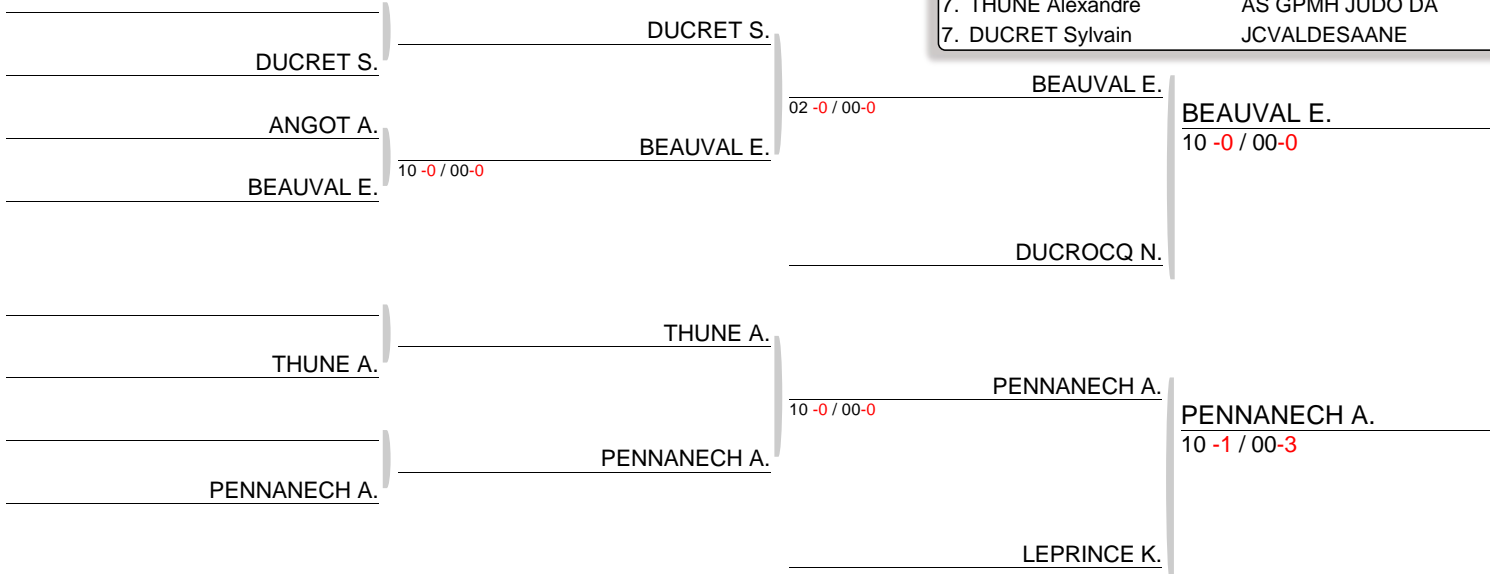 7. THUNE Alexandre AS GPMH JUDO DA
7. DUCRET Sylvain JCVALDESAANE
DUCRET S.
DUCRET S.
BEAUVAL E.
02 -0 / 00-0
BEAUVAL E.
10 -0 / 00-0
ANGOT A.
BEAUVAL E.
10 -0 / 00-0
BEAUVAL E.
DUCROCQ N.
THUNE A.
THUNE A.
PENNANECH A.
10 -0 / 00-0
PENNANECH A.
10 -1 / 00-3
PENNANECH A.
PENNANECH A.
LEPRINCE K.